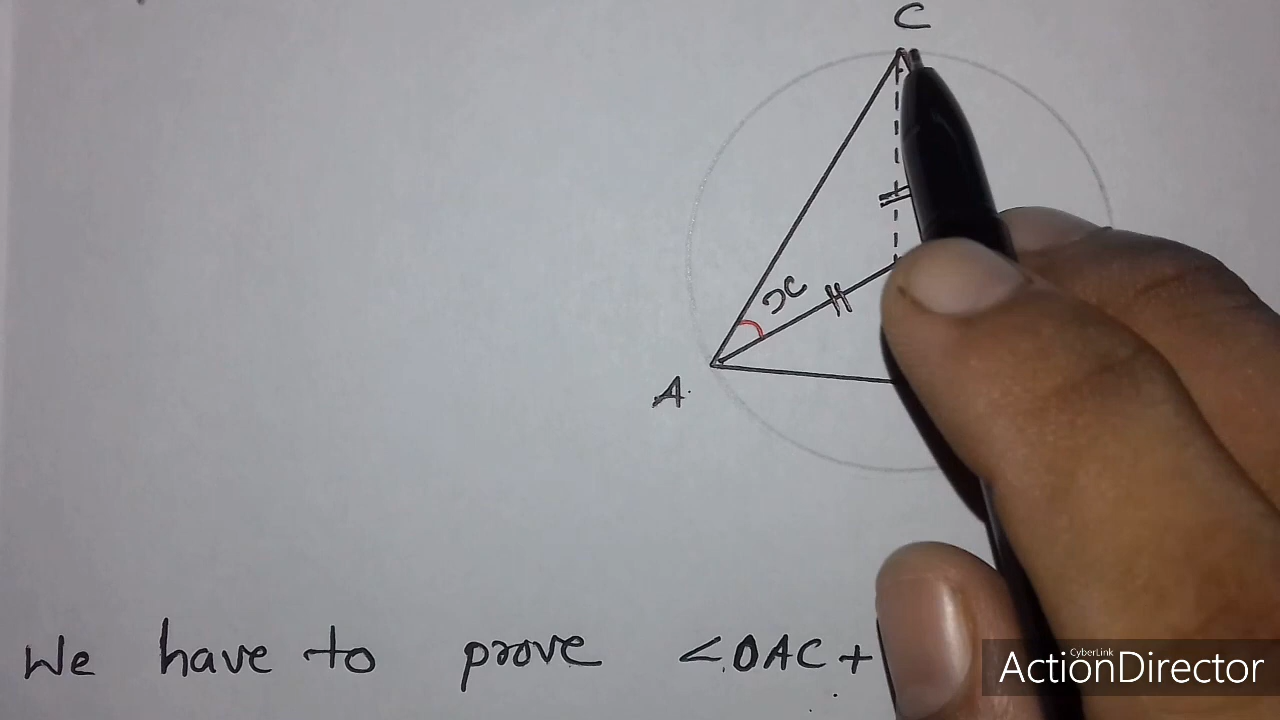 C
x
A
We have to prove <OAC +
CyberLink
ActionDirector